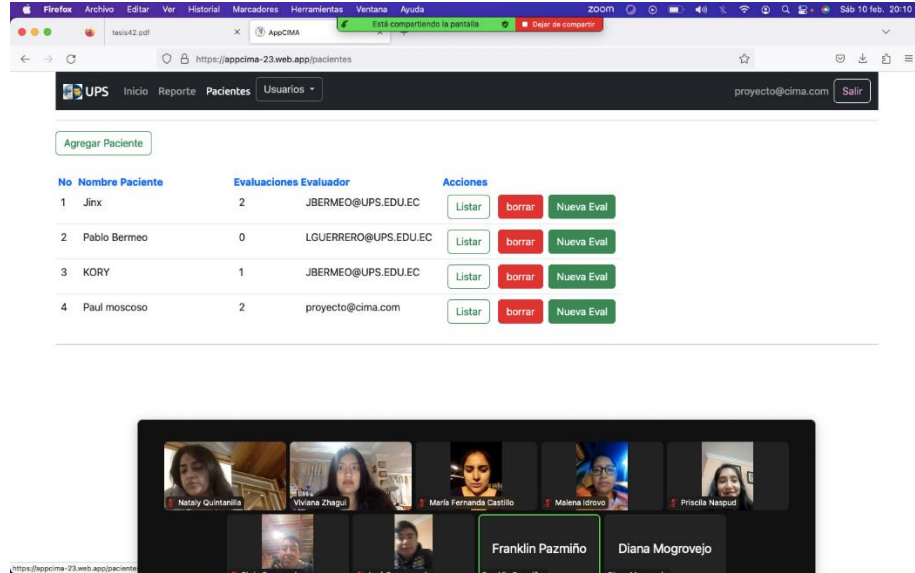 Firefox Archivo Editar Ver Historial Marcadores Herramientas Ventana Ayuda zoom Sáb 10 feb. 20:10
Está compartiendo la pantalla Dejar de compartir
tesis42.pdf AppCIMA
https://appcima-23.web.app/pacientes
UPS Inicio Reporte Pacientes Usuarios proyecto@cima.com Salir
Agregar Paciente
No Nombre Paciente Evaluaciones Evaluador Acciones
1 Jinx 2 JBERMEO@UPS.EDU.EC Listar borrar Nueva Eval
2 Pablo Bermeo 0 LGUERRERO@UPS.EDU.EC Listar borrar Nueva Eval
3 KORY 1 JBERMEO@UPS.EDU.EC Listar borrar Nueva Eval
4 Paul moscoso 2 proyecto@cima.com Listar borrar Nueva Eval
Nataly Quintanilla Viviana Zhagui María Fernanda Castillo Malena Idrovo Priscila Naspud
Franklin Pazmiño Diana Mogrovejo
https://appcima-23.web.app/paciente